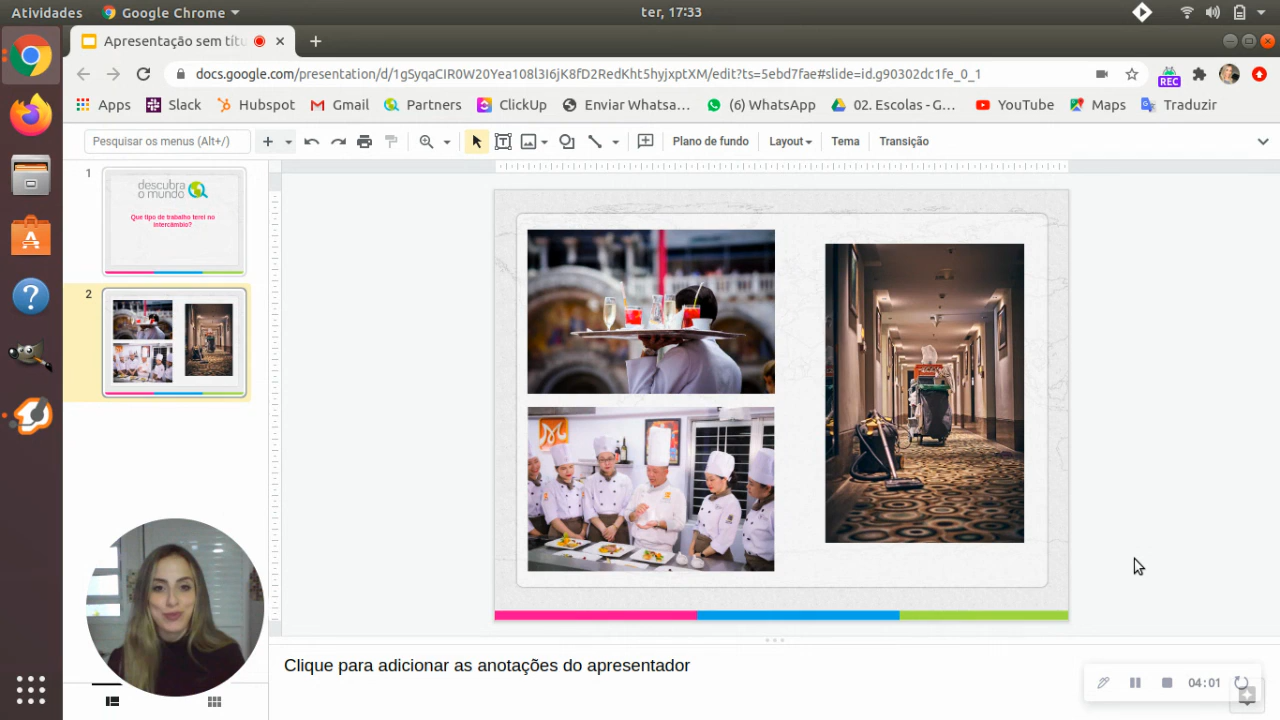 Atividades
Google Chrome
ter, 17:33
Apresentação sem títu
docs.google.com/presentation/d/1gSyqaCIR0W20Yea108l3I6jK8fD2RedKht5hyjxptXM/edit?ts=5ebd7fae#slide=id.g90302dc1fe_0_1
REC
Apps
Slack
Hubspot
Gmail
Partners
ClickUp
Enviar Whatsa...
(6) WhatsApp
02. Escolas - G...
YouTube
Maps
Traduzir
Pesquisar os menus (Alt+/)
Plano de fundo
Layout
Tema
Transição
1
descubra
o mundo
Que tipo de trabalho terei no
intercâmbio?
2
Clique para adicionar as anotações do apresentador
04:01